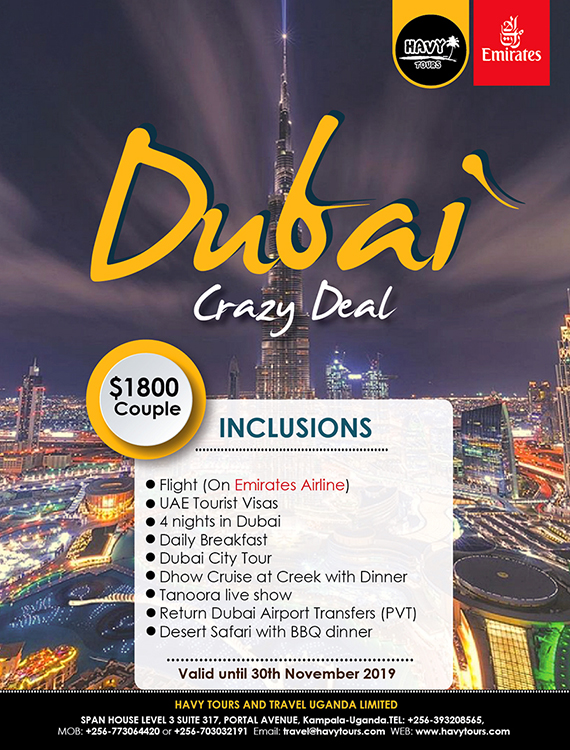 HAVY
TOURS
Emirates
Dubai
Crazy Deal
$1800
Couple
INCLUSIONS
Flight (On Emirates Airline)
UAE Tourist Visas
4 nights in Dubai
Daily Breakfast
Dubai City Tour
Dhow Cruise at Creek with Dinner
Tanoora live show
Return Dubai Airport Transfers (PVT)
Desert Safari with BBQ dinner
Valid until 30th November 2019
HAVY TOURS AND TRAVEL UGANDA LIMITED
SPAN HOUSE LEVEL 3 SUITE 317, PORTAL AVENUE, Kampala-Uganda.TEL: +256-393208565,
MOB: +256-773064420 or +256-703032191 Email: travel@havytours.com WEB: www.havytours.com